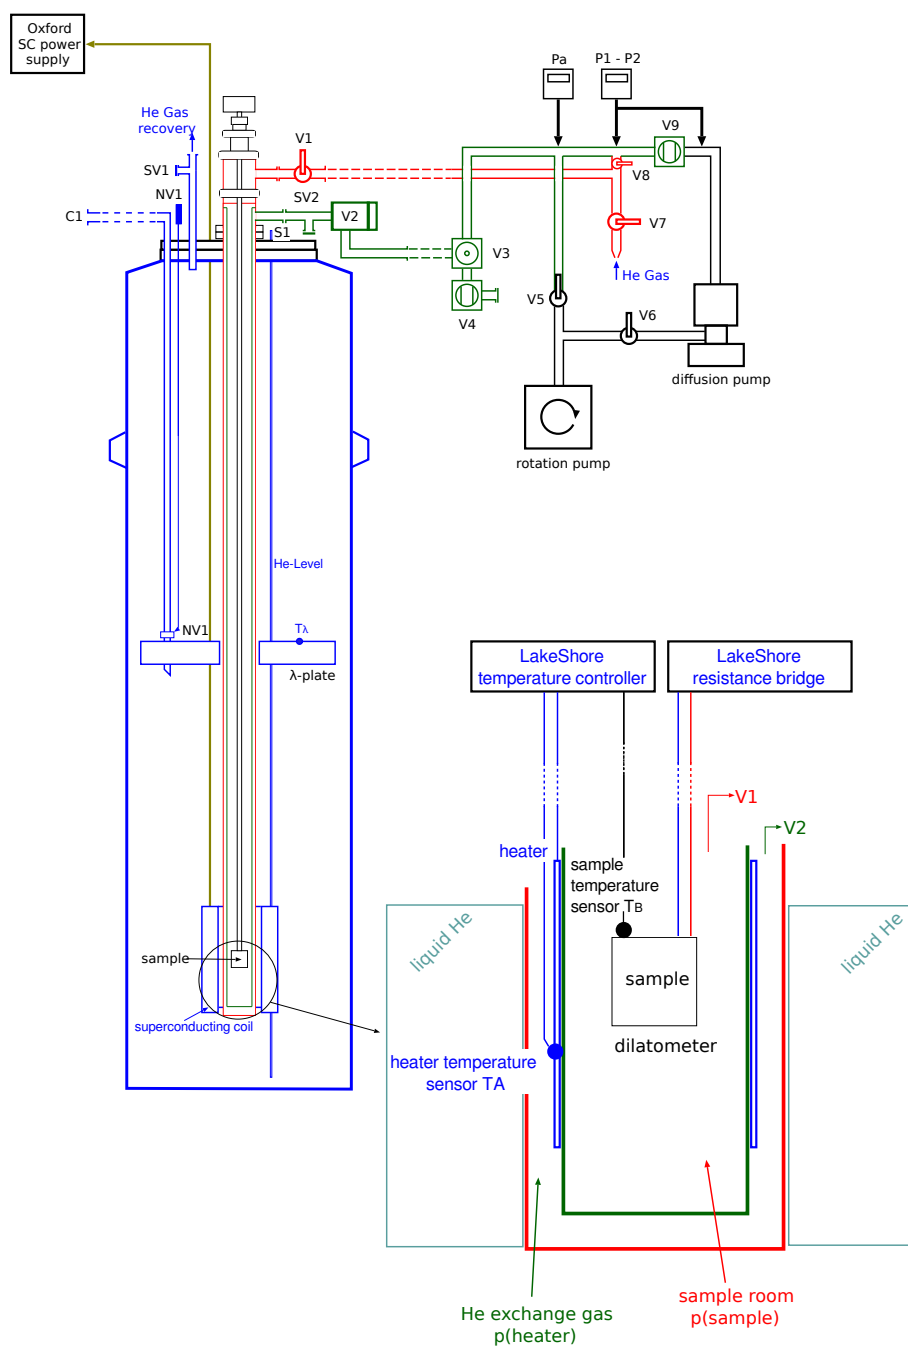 Oxford
SC power
supply
Pa
P1 - P2
He Gas
recovery
V1
V9
SV1
V8
NV1
SV2
C1
V2
S1
V7
V3
He Gas
V5
V6
V4
diffusion pump
rotation pump
He-Level
NV1
Tλ
λ-plate
LakeShore
temperature controller
LakeShore
resistance bridge
V1
V2
heater
sample
temperature
sensor TB
liquid He
liquid He
sample
sample
superconducting coil
dilatometer
heater temperature
sensor TA
sample room
p(sample)
He exchange gas
p(heater)